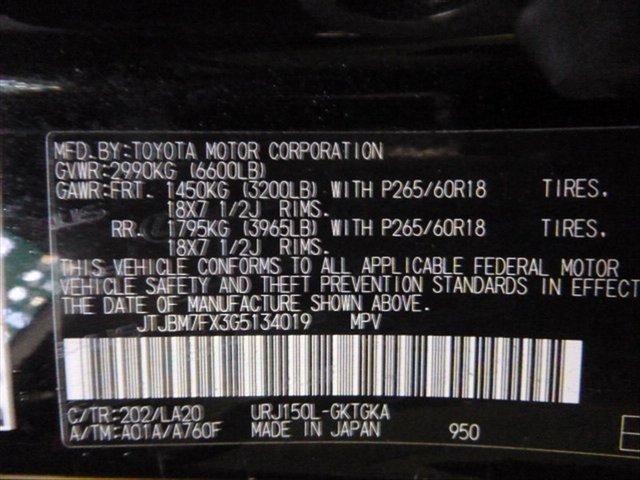 MFD.BY:TOYOTA MOTOR CORPORATION
GVWR:2990KG (6600LB)
GAWR:FRT. 1450KG (3200LB) WITH P265/60R18 TIRES.
18X7 1/2J RIMS.
RR. 1795KG (3965LB) WITH P265/60R18 TIRES.
18X7 1/2J RIMS.
THIS VEHICLE CONFORMS TO ALL APPLICABLE FEDERAL MOTOR
VEHICLE SAFETY AND THEFT PREVENTION STANDARDS IN EFFECT
THE DATE OF MANUFACTURE SHOWN ABOVE.
JTJBM7FX3G5134019 MPV
C/TR:202/LA20 URJ150L-GKTGKA
A/TM:A01A/A760F MADE IN JAPAN 950